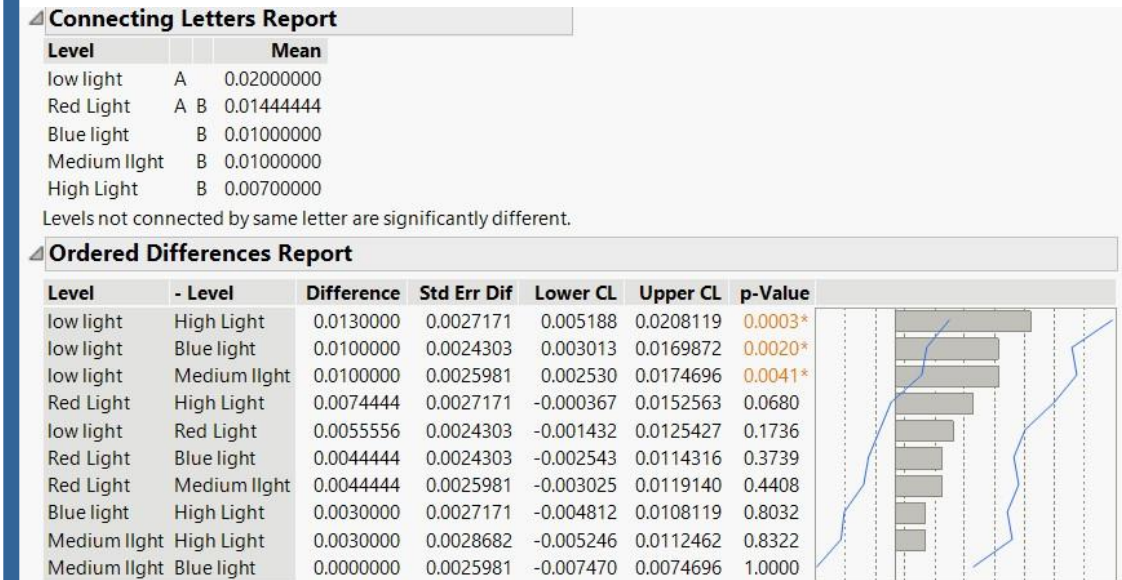 Connecting Letters Report
Level Mean
low light A 0.02000000
Red Light A B 0.01444444
Blue light B 0.01000000
Medium lIght B 0.01000000
High Light B 0.00700000
Levels not connected by same letter are significantly different.
Ordered Differences Report
Level - Level Difference Std Err Dif Lower CL Upper CL p-Value
low light High Light 0.0130000 0.0027171 0.005188 0.0208119 0.0003*
low light Blue light 0.0100000 0.0024303 0.003013 0.0169872 0.0020*
low light Medium lIght 0.0100000 0.0025981 0.002530 0.0174696 0.0041*
Red Light High Light 0.0074444 0.0027171 -0.000367 0.0152563 0.0680
low light Red Light 0.0055556 0.0024303 -0.001432 0.0125427 0.1736
Red Light Blue light 0.0044444 0.0024303 -0.002543 0.0114316 0.3739
Red Light Medium lIght 0.0044444 0.0025981 -0.003025 0.0119140 0.4408
Blue light High Light 0.0030000 0.0027171 -0.004812 0.0108119 0.8032
Medium lIght High Light 0.0030000 0.0028682 -0.005246 0.0112462 0.8322
Medium lIght Blue light 0.0000000 0.0025981 -0.007470 0.0074696 1.0000